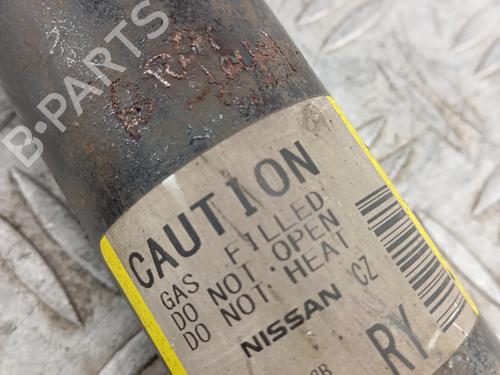 B-PARTS
CAUTION
GAS FILLED
DO NOT OPEN
DO NOT HEAT
NISSAN CZ
RY